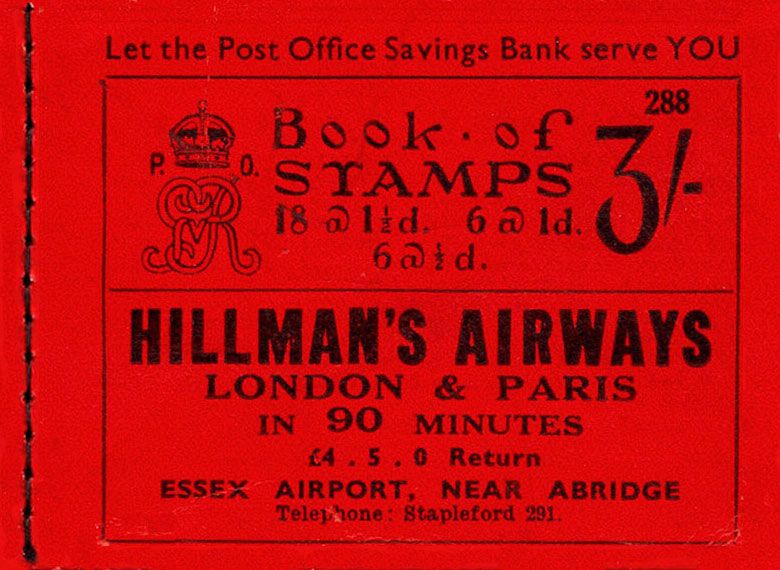 Let the Post Office Savings Bank serve YOU
288
P. O.
GRV
Book · of
STAMPS
3/-
18 @ 1½d. 6 @ 1d.
6 @ ½d.
HILLMAN'S AIRWAYS
LONDON & PARIS
IN 90 MINUTES
£4 . 5 . 0 Return
ESSEX AIRPORT, NEAR ABRIDGE
Telephone: Stapleford 291.